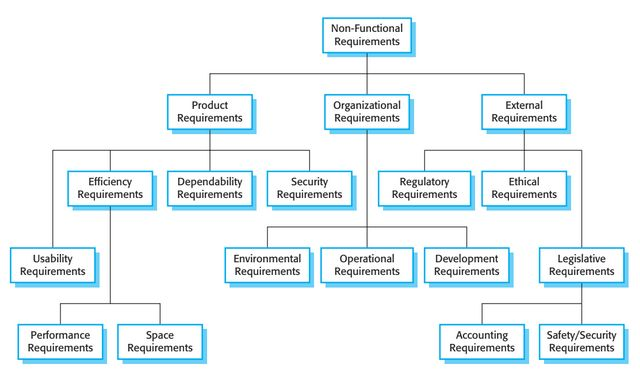 Non-Functional
Requirements
Product
Requirements
Organizational
Requirements
External
Requirements
Efficiency
Requirements
Dependability
Requirements
Security
Requirements
Regulatory
Requirements
Ethical
Requirements
Usability
Requirements
Environmental
Requirements
Operational
Requirements
Development
Requirements
Legislative
Requirements
Performance
Requirements
Space
Requirements
Accounting
Requirements
Safety/Security
Requirements